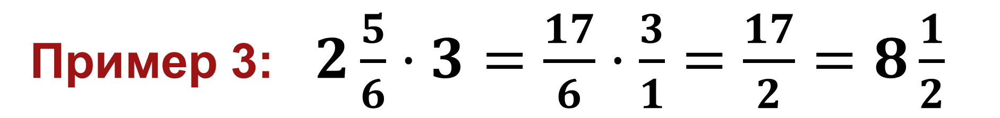 Пример 3: 2 5/6 · 3 = 17/6 · 3/1 = 17/2 = 8 1/2